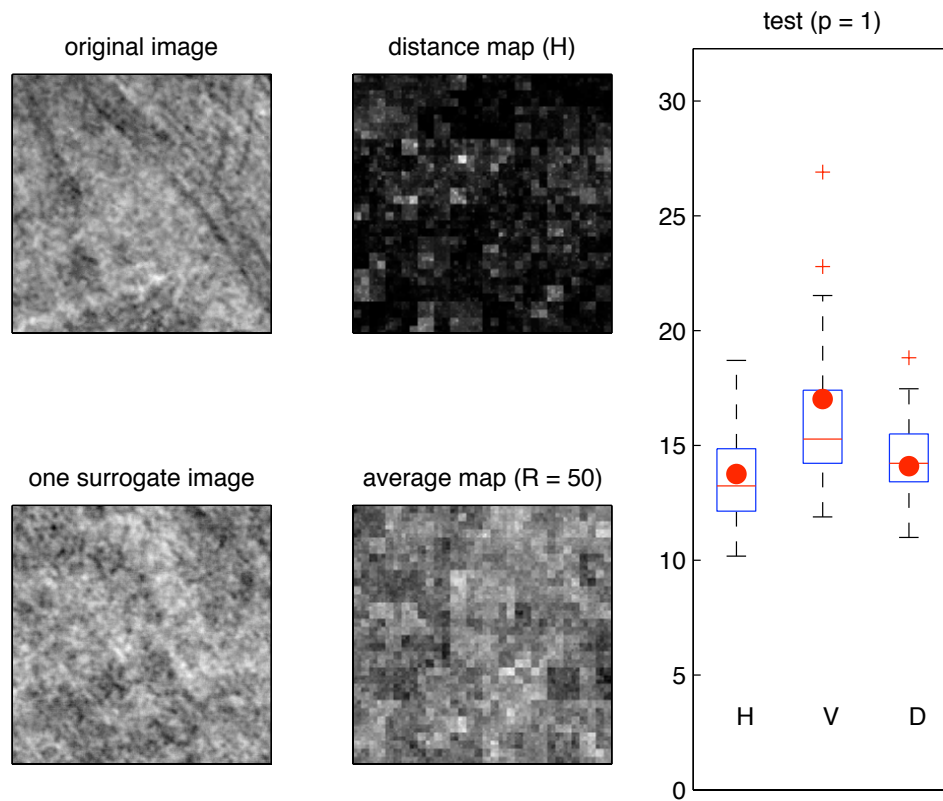 test (p = 1)
original image
distance map (H)
30
25
20
15
10
5
0
H V D
one surrogate image
average map (R = 50)